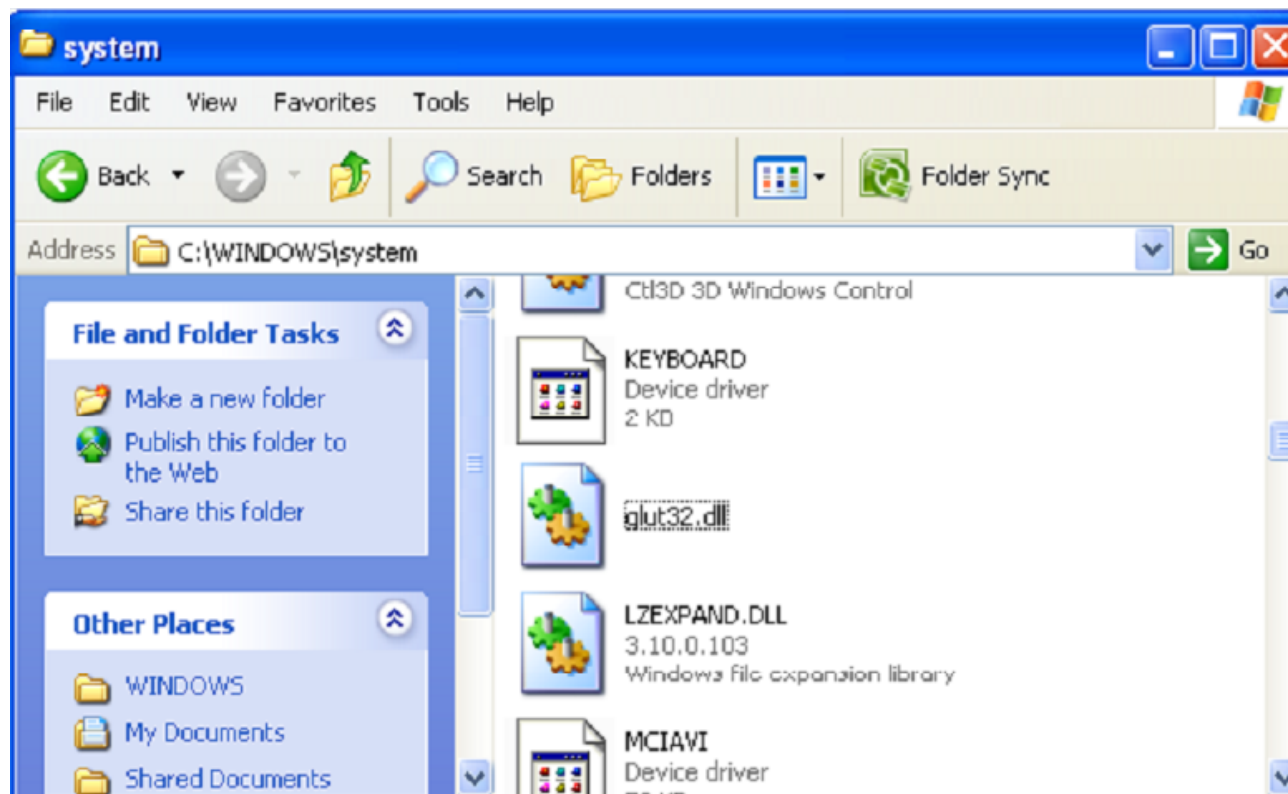 system
File Edit View Favorites Tools Help
Back Search Folders Folder Sync
Address C:\WINDOWS\system Go
File and Folder Tasks
Make a new folder
Publish this folder to
the Web
Share this folder
Other Places
WINDOWS
My Documents
Shared Documents
Ctl3D 3D Windows Control
KEYBOARD
Device driver
2 KB
glut32.dll
LZEXPAND.DLL
3.10.0.103
Windows file expansion library
MCIAVI
Device driver